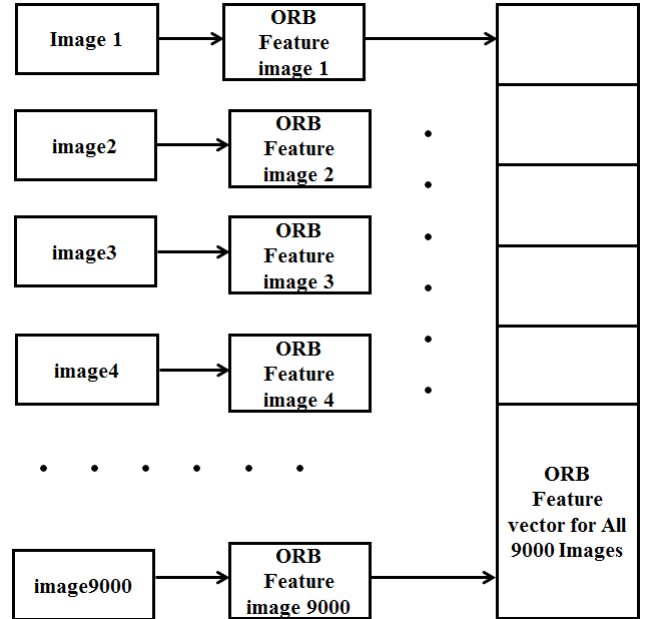 Image 1
ORB
Feature
image 1
image2
ORB
Feature
image 2
image3
ORB
Feature
image 3
image4
ORB
Feature
image 4
ORB
Feature
vector for All
9000 Images
image9000
ORB
Feature
image 9000